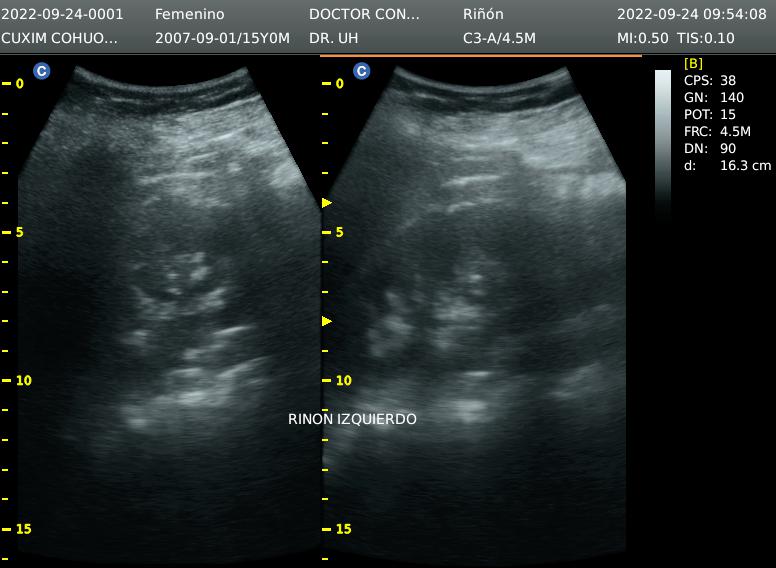 2022-09-24-0001 Femenino DOCTOR CON... Riñón 2022-09-24 09:54:08
CUXIM COHUO... 2007-09-01/15Y0M DR. UH C3-A/4.5M MI:0.50 TIS:0.10
C C [B]
0 0 CPS: 38
GN: 140
POT: 15
FRC: 4.5M
DN: 90
d: 16.3 cm
5 5
10 10
RINON IZQUIERDO
15 15